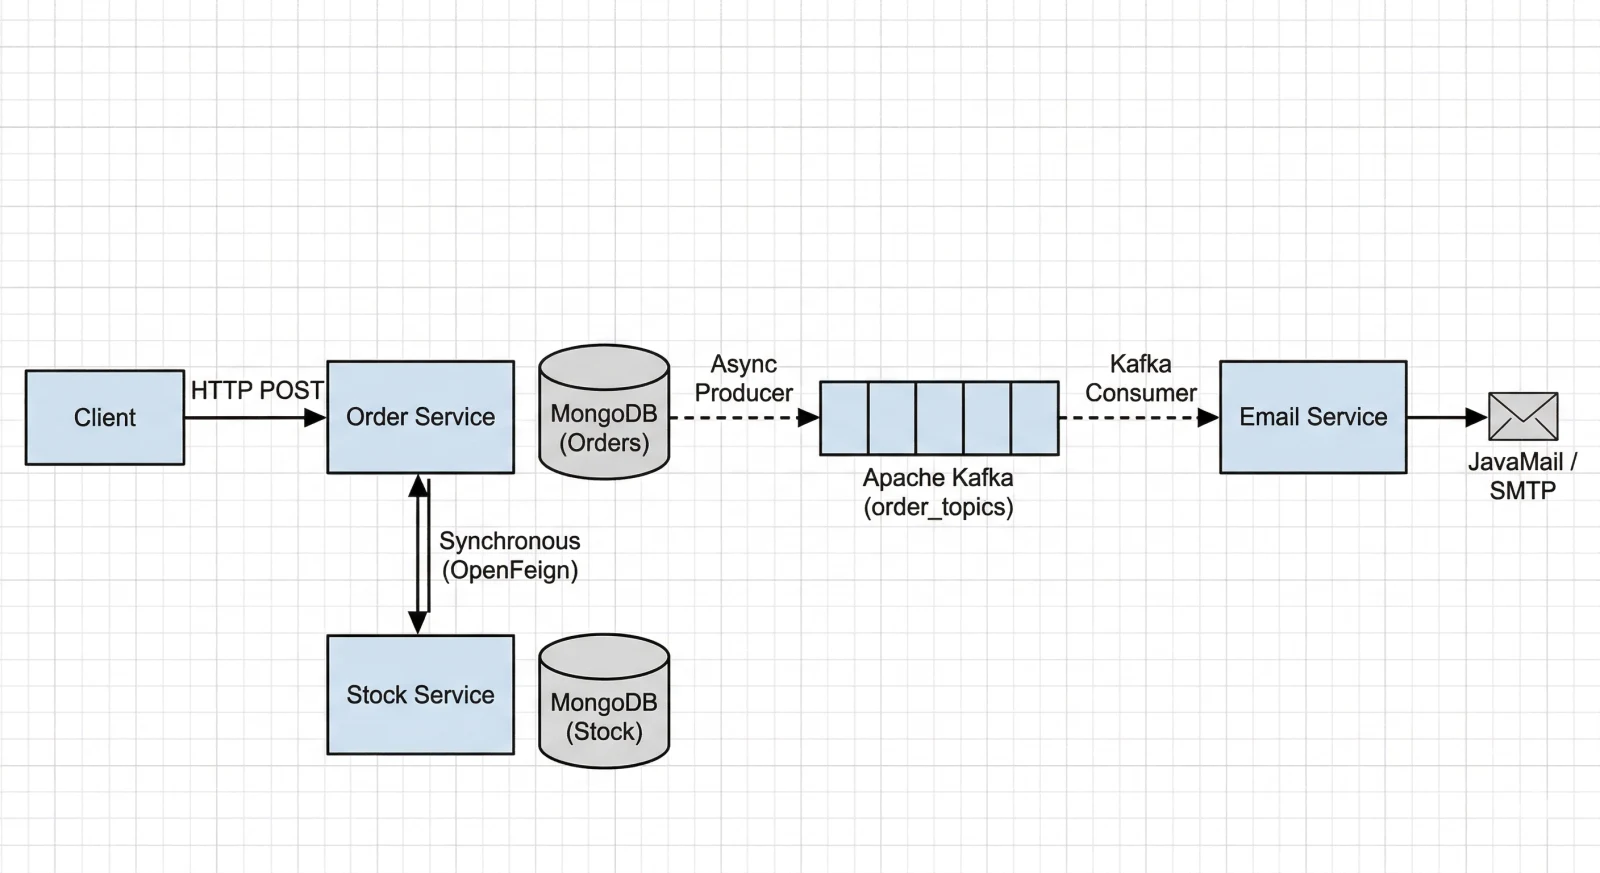 Client
HTTP POST
Order Service
MongoDB
(Orders)
Async
Producer
Apache Kafka
(order_topics)
Kafka
Consumer
Email Service
JavaMail /
SMTP
Synchronous
(OpenFeign)
Stock Service
MongoDB
(Stock)